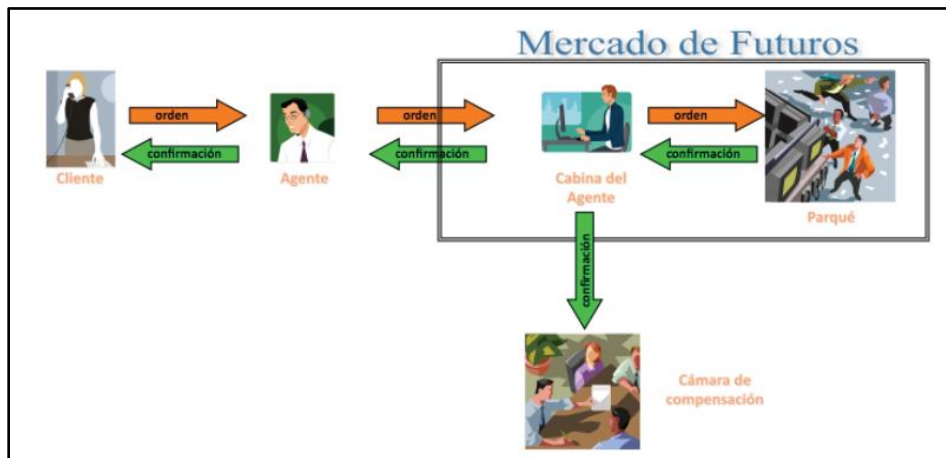 Mercado de Futuros
orden
orden
orden
confirmación
confirmación
confirmación
Cliente
Agente
Cabina del
Agente
Parqué
confirmación
Cámara de
compensación